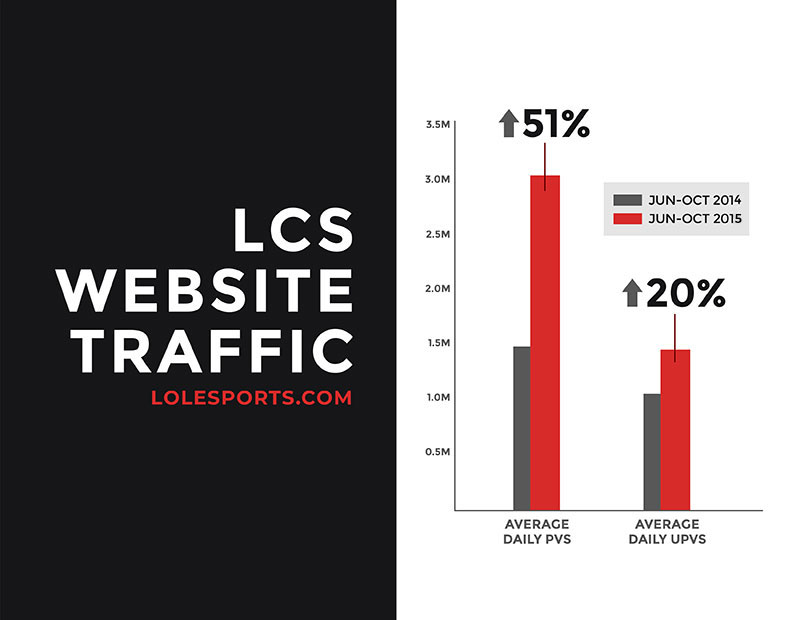 LCS
WEBSITE
TRAFFIC
LOLESPORTS.COM
51%
20%
3.5M
3.0M
2.5M
2.0M
1.5M
1.0M
0.5M
JUN-OCT 2014
JUN-OCT 2015
AVERAGE
DAILY PVS
AVERAGE
DAILY UPVS